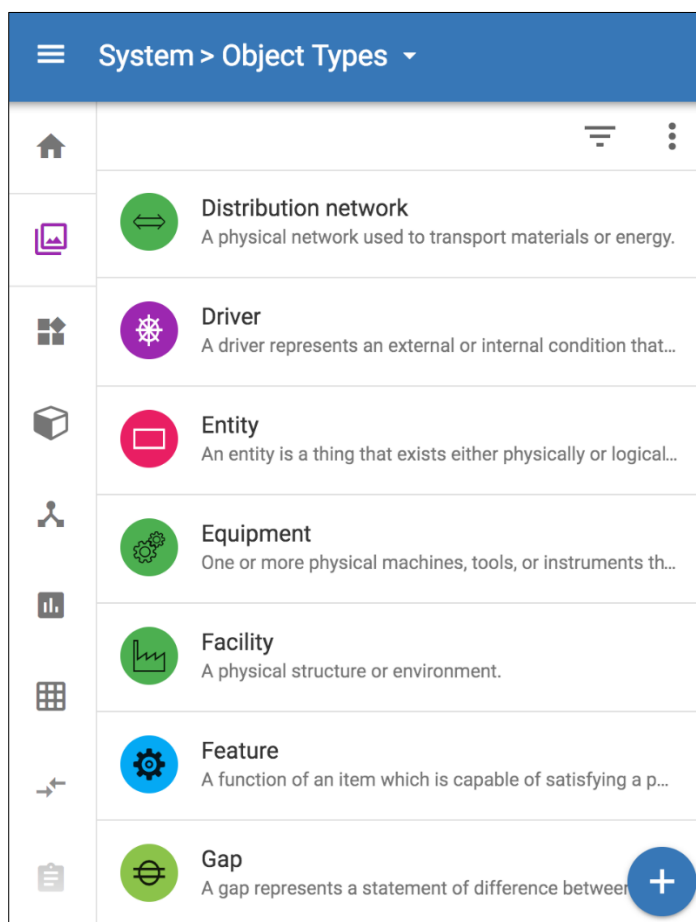 System > Object Types
Distribution network
A physical network used to transport materials or energy.
Driver
A driver represents an external or internal condition that...
Entity
An entity is a thing that exists either physically or logical...
Equipment
One or more physical machines, tools, or instruments th...
Facility
A physical structure or environment.
Feature
A function of an item which is capable of satisfying a p...
Gap
A gap represents a statement of difference between